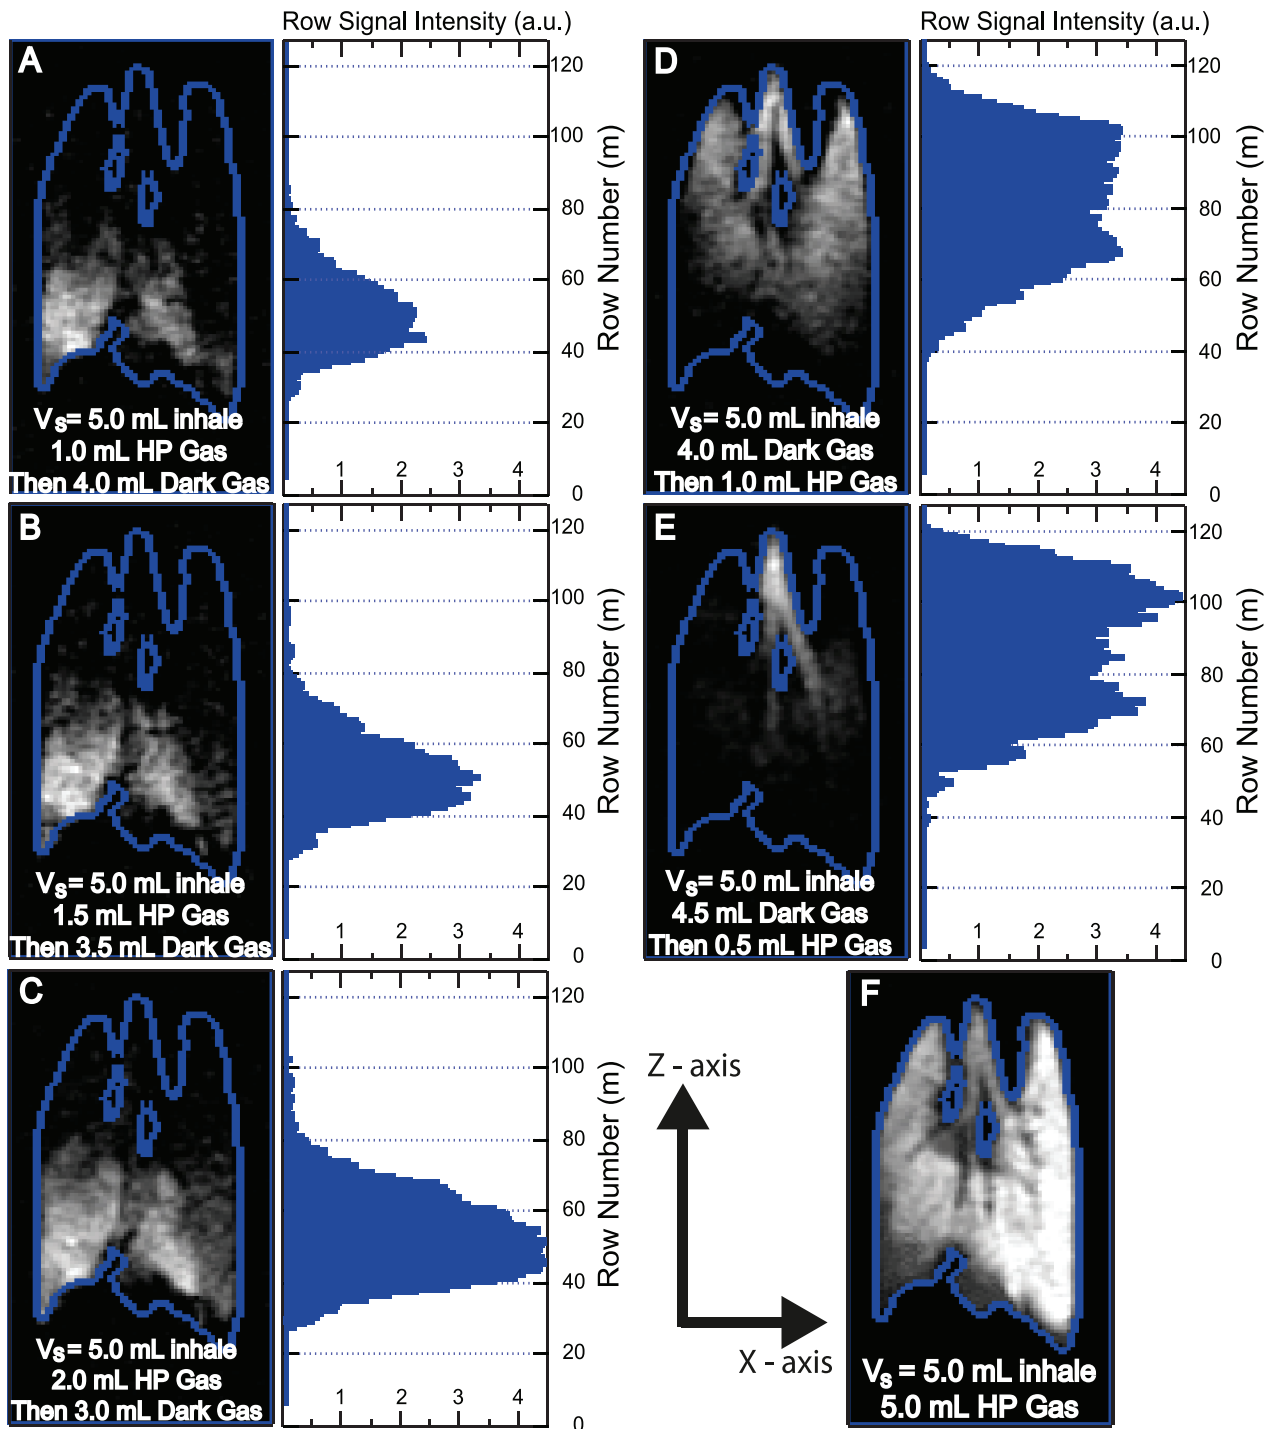 Row Signal Intensity (a.u.)
A
V_S= 5.0 mL inhale
1.0 mL HP Gas
Then 4.0 mL Dark Gas
120
100
80
60
40
20
0
1 2 3 4
Row Number (m)
B
V_S= 5.0 mL inhale
1.5 mL HP Gas
Then 3.5 mL Dark Gas
120
100
80
60
40
20
0
1 2 3 4
Row Number (m)
C
V_S= 5.0 mL inhale
2.0 mL HP Gas
Then 3.0 mL Dark Gas
120
100
80
60
40
20
0
1 2 3 4
Row Number (m)
Row Signal Intensity (a.u.)
D
V_S= 5.0 mL inhale
4.0 mL Dark Gas
Then 1.0 mL HP Gas
120
100
80
60
40
20
0
1 2 3 4
Row Number (m)
E
V_S= 5.0 mL inhale
4.5 mL Dark Gas
Then 0.5 mL HP Gas
120
100
80
60
40
20
0
1 2 3 4
Row Number (m)
Z - axis
X - axis
F
V_S = 5.0 mL inhale
5.0 mL HP Gas